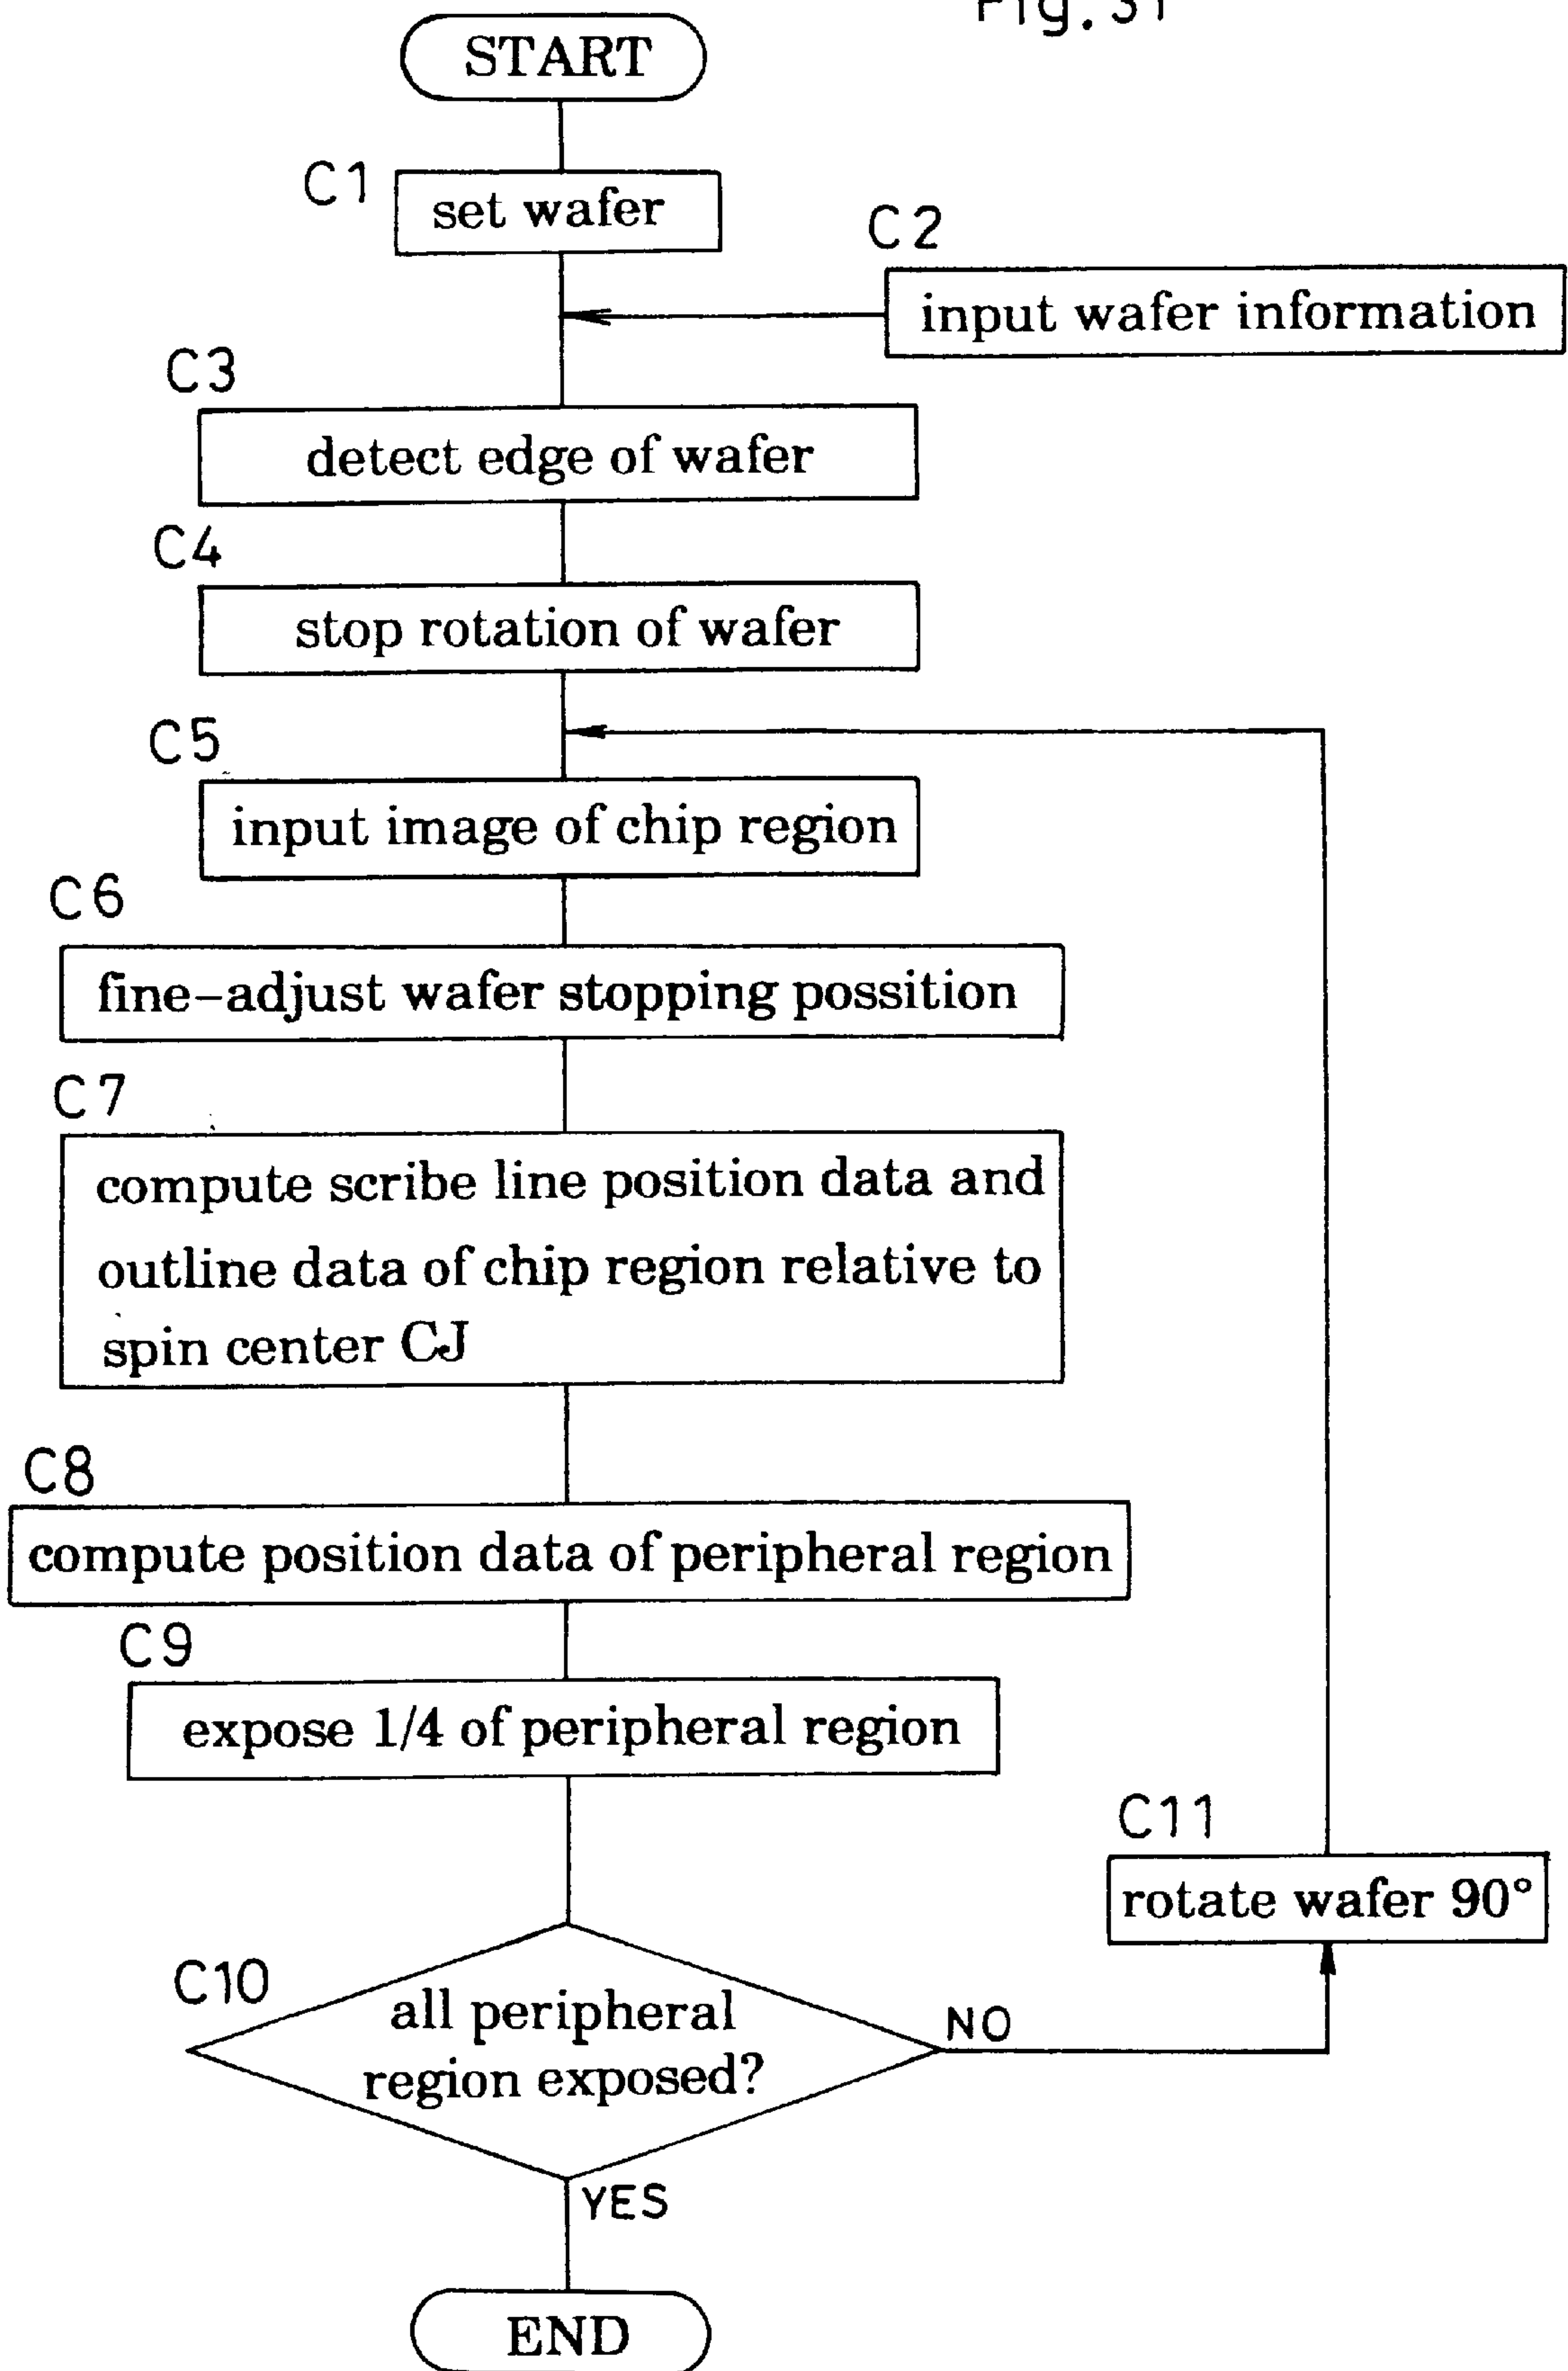 Fig. 31
START
C1
set wafer
C2
input wafer information
C3
detect edge of wafer
C4
stop rotation of wafer
C5
input image of chip region
C6
fine-adjust wafer stopping possition
C7
compute scribe line position data and
outline data of chip region relative to
spin center CJ
C8
compute position data of peripheral region
C9
expose 1/4 of peripheral region
C10
all peripheral
region exposed?
NO
C11
rotate wafer 90°
YES
END